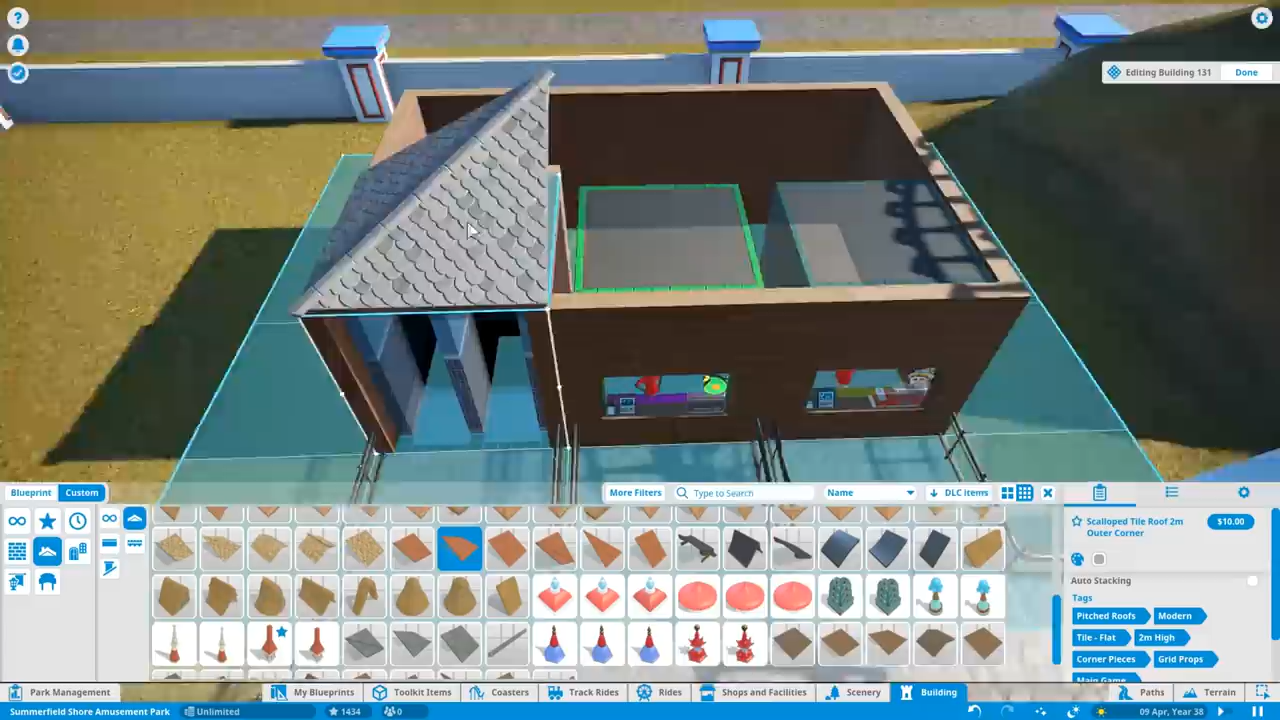 ?
Editing Building 131
Done
Blueprint
Custom
More Filters
Type to Search
Name
DLC Items
Scalloped Tile Roof 2m
Outer Corner
$10.00
Auto Stacking
Tags
Pitched Roofs
Modern
Tile - Flat
2m High
Corner Pieces
Grid Props
Main Game
Park Management
My Blueprints
Toolkit Items
Coasters
Track Rides
Rides
Shops and Facilities
Scenery
Building
Paths
Terrain
Summerfield Shore Amusement Park
Unlimited
1434
0
09 Apr, Year 38